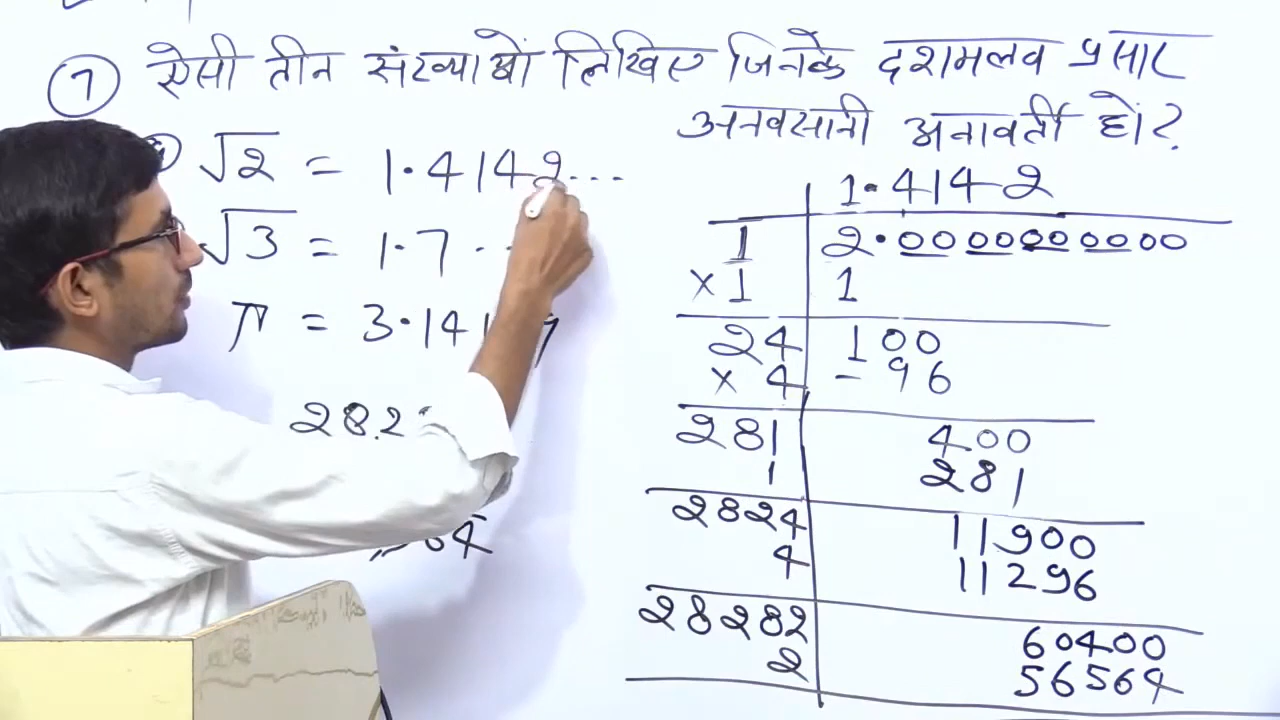 ७ ऐसी तीन संख्याओं लिखिए जिनके दशमलव प्रसार
अनवसानी अनावर्ती हों?
√2 = 1.4142...
√3 = 1.7
π = 3.141
28.2
1.4142
1 2.0000000000
×1 1
24 100
×4 -96
281 400
1 281
2824 11900
4 11296
28282 60400
2 56564